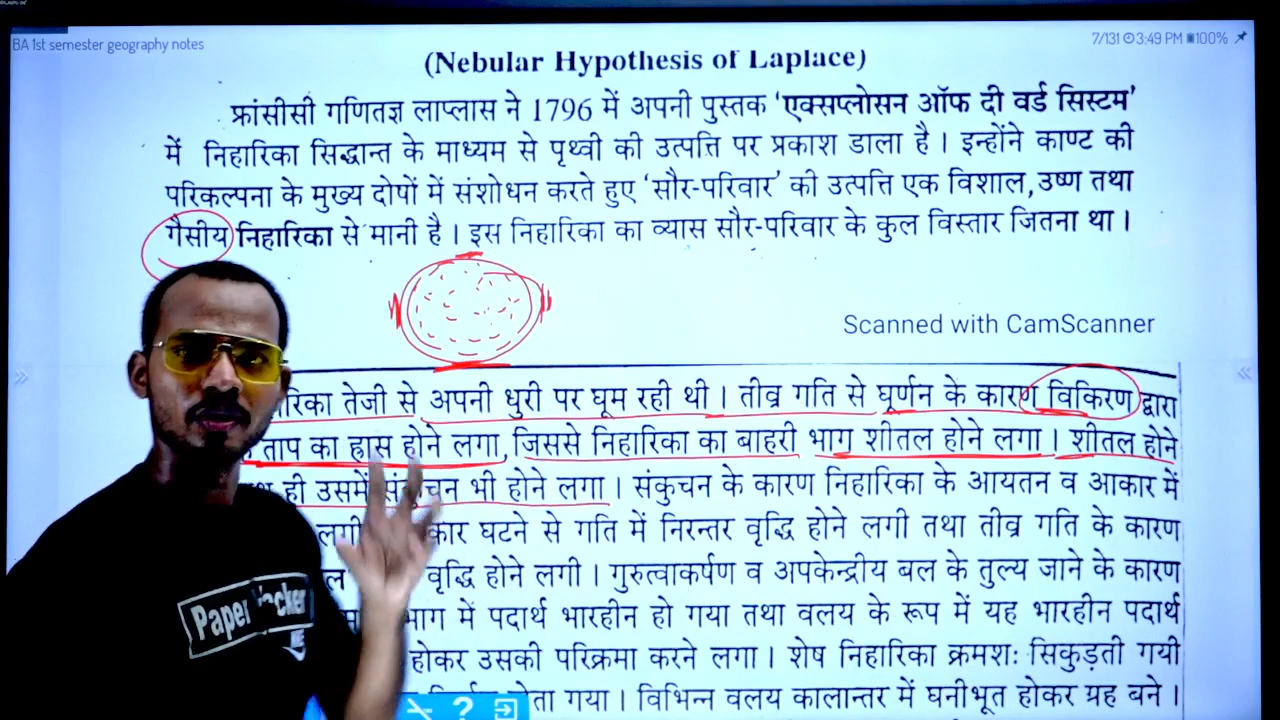 BA 1st semester geography notes
7/131 3:49 PM 100%
(Nebular Hypothesis of Laplace)
फ्रांसीसी गणितज्ञ लाप्लास ने 1796 में अपनी पुस्तक 'एक्सप्लोसन ऑफ दी वर्ड सिस्टम'
में निहारिका सिद्धान्त के माध्यम से पृथ्वी की उत्पत्ति पर प्रकाश डाला है । इन्होंने काण्ट की
परिकल्पना के मुख्य दोषों में संशोधन करते हुए 'सौर-परिवार' की उत्पत्ति एक विशाल, उष्ण तथा
गैसीय निहारिका से मानी है । इस निहारिका का व्यास सौर-परिवार के कुल विस्तार जितना था ।
Scanned with CamScanner
तेजी से अपनी धुरी पर घूम रही थी । तीव्र गति से घूर्णन के कारण विकिरण द्वारा
ताप का ह्रास होने लगा, जिससे निहारिका का बाहरी भाग शीतल होने लगा । शीतल होने
ही उसमें संकुचन भी होने लगा । संकुचन के कारण निहारिका के आयतन व आकार में
घटने से गति में निरन्तर वृद्धि होने लगी तथा तीव्र गति के कारण
वृद्धि होने लगी । गुरुत्वाकर्षण व अपकेन्द्रीय बल के तुल्य जाने के कारण
भाग में पदार्थ भारहीन हो गया तथा वलय के रूप में यह भारहीन पदार्थ
होकर उसकी परिक्रमा करने लगा । शेष निहारिका क्रमशः सिकुड़ती गयी
गया । विभिन्न वलय कालान्तर में घनीभूत होकर ग्रह बने ।
Paper